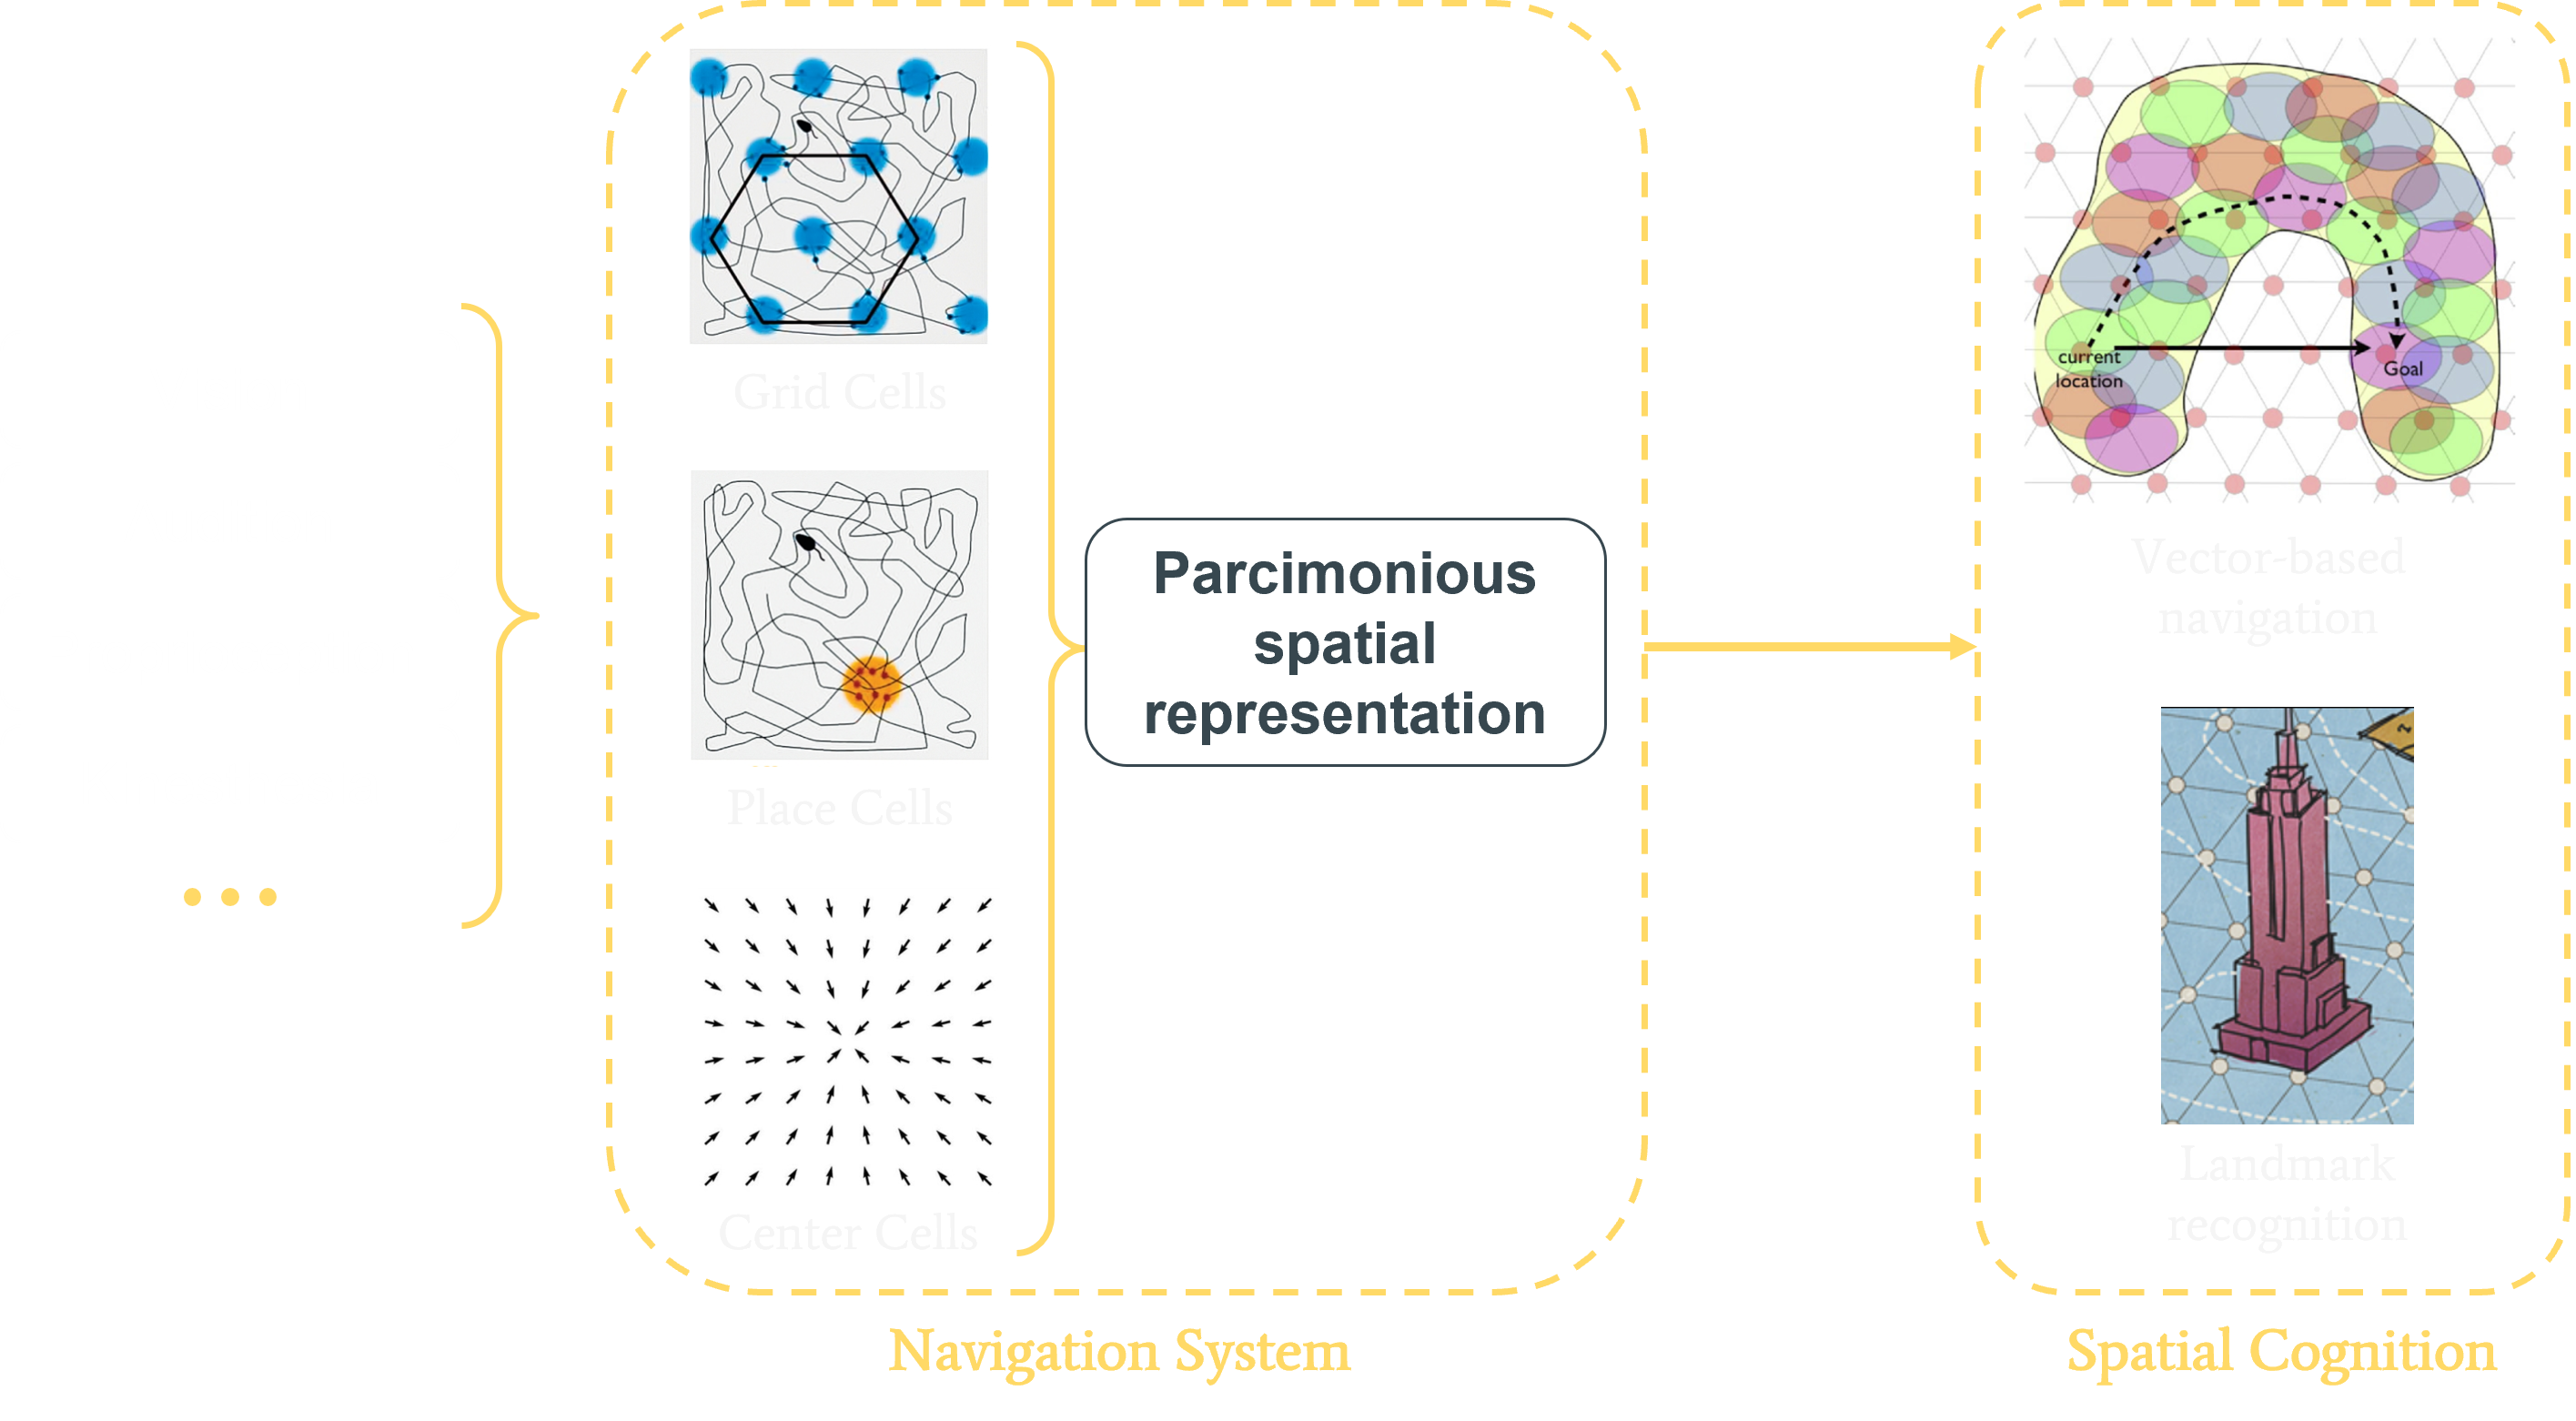 Grid Cells
Place Cells
Center Cells
Parcimonious
spatial
representation
Navigation System
current
location
Goal
Vector-based
navigation
2
Landmark
recognition
Spatial Cognition